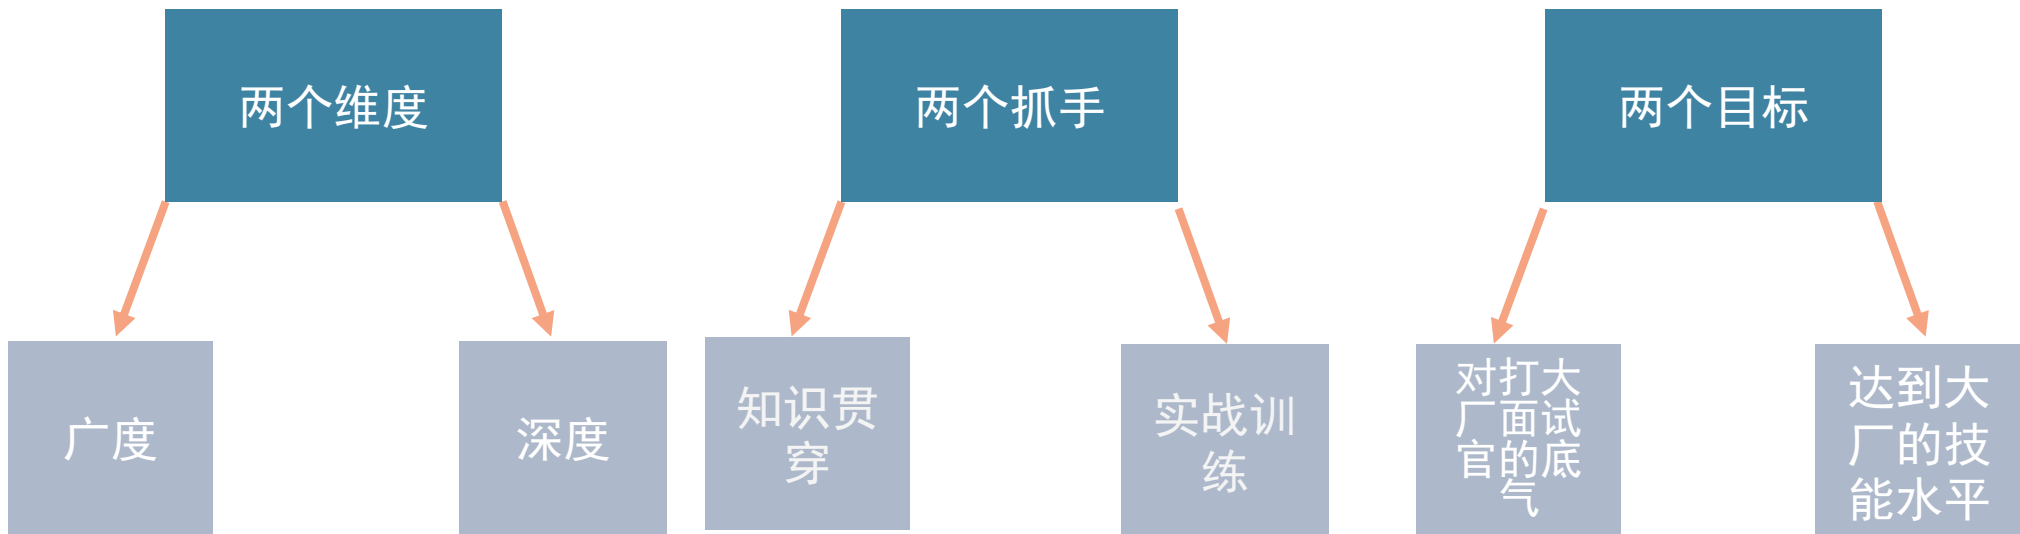 两个维度
两个抓手
两个目标
广度
深度
知识贯
穿
实战训
练
对打大
厂面试
官的底
气
达到大
厂的技
能水平